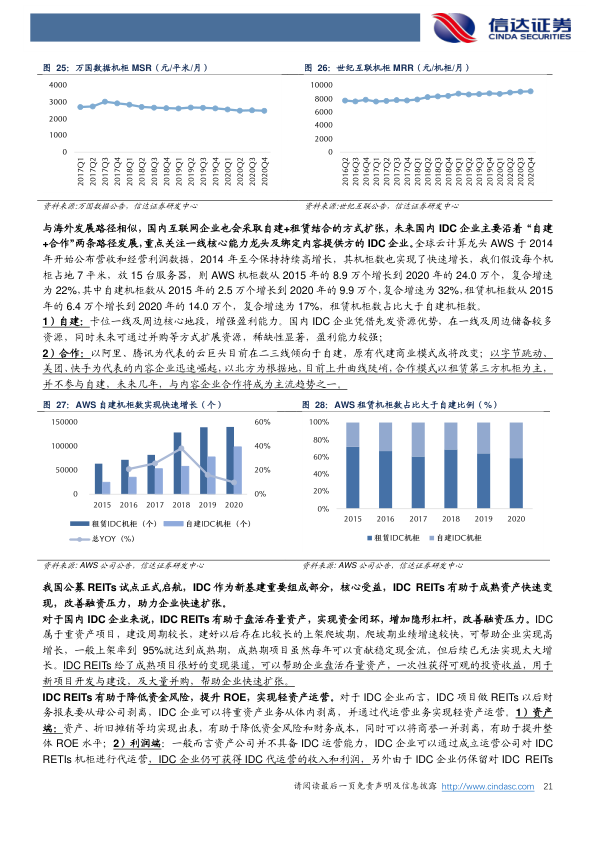 信达证券
CINDA SECURITIES
图 25：万国数据机柜 MSR（元/平米/月）
4000
3000
2000
1000
0
2017Q1
2017Q2
2017Q3
2017Q4
2018Q1
2018Q2
2018Q3
2018Q4
2019Q1
2019Q2
2019Q3
2019Q4
2020Q1
2020Q2
2020Q3
2020Q4
资料来源:万国数据公告，信达证券研发中心
图 26：世纪互联机柜 MRR（元/机柜/月）
10000
8000
6000
4000
2000
0
2016Q2
2016Q3
2016Q4
2017Q1
2017Q2
2017Q3
2017Q4
2018Q1
2018Q2
2018Q3
2018Q4
2019Q1
2019Q2
2019Q3
2019Q4
2020Q1
2020Q2
2020Q3
2020Q4
资料来源:世纪互联公告，信达证券研发中心
与海外发展路径相似，国内互联网企业也会采取自建+租赁结合的方式扩张，未来国内 IDC 企业主要沿着“自建
+合作”两条路径发展，重点关注一线核心能力龙头及绑定内容提供方的 IDC 企业。全球云计算龙头 AWS 于 2014
年开始公布营收和经营利润数据，2014 年至今保持持续高增长，其机柜数也实现了快速增长，我们假设每个机
柜占地 7 平米，放 15 台服务器，则 AWS 机柜数从 2015 年的 8.9 万个增长到 2020 年的 24.0 万个，复合增速
为 22%，其中自建机柜数从 2015 年的 2.5 万个增长到 2020 年的 9.9 万个，复合增速为 32%，租赁机柜数从 2015
年的 6.4 万个增长到 2020 年的 14.0 万个，复合增速为 17%，租赁机柜数占比大于自建机柜数。
1）自建：卡位一线及周边核心地段，增强盈利能力。国内 IDC 企业凭借先发资源优势，在一线及周边储备较多
资源，同时未来可通过并购等方式扩展资源，稀缺性显著，盈利能力较强；
2）合作：以阿里、腾讯为代表的云巨头目前在二三线倾向于自建，原有代建商业模式或将改变；以字节跳动、
美团、快手为代表的内容企业迅速崛起，以北方为根据地，目前上升曲线陡峭，合作模式以租赁第三方机柜为主，
并不参与自建，未来几年，与内容企业合作将成为主流趋势之一。
图 27：AWS 自建机柜数实现快速增长（个）
150000
100000
50000
0
60%
40%
20%
0%
2015 2016 2017 2018 2019 2020
租赁IDC机柜（个） 自建IDC机柜（个）
总YOY（%）
资料来源: AWS 公司公告，信达证券研发中心
图 28：AWS 租赁机柜数占比大于自建比例（%）
100%
80%
60%
40%
20%
0%
2015 2016 2017 2018 2019 2020
租赁IDC机柜 自建IDC机柜
资料来源: AWS 公司公告，信达证券研发中心
我国公募 REITs 试点正式启航，IDC 作为新基建重要组成部分，核心受益，IDC REITs 有助于成熟资产快速变
现，改善融资压力，助力企业快速扩张。
对于国内 IDC 企业来说，IDC REITs 有助于盘活存量资产，实现资金闭环，增加隐形杠杆，改善融资压力。IDC
属于重资产项目，建设周期较长，建好以后存在比较长的上架爬坡期，爬坡期业绩增速较快，可帮助企业实现高
增长，一般上架率到 95%就达到成熟期，成熟期项目虽然每年可以贡献稳定现金流，但后续已无法实现太大增
长。IDC REITs 给了成熟项目很好的变现渠道，可以帮助企业盘活存量资产，一次性获得可观的投资收益，用于
新项目开发与建设，及大量并购，帮助企业快速扩张。
IDC REITs 有助于降低资金风险，提升 ROE，实现轻资产运营。对于 IDC 企业而言，IDC 项目做 REITs 以后财
务报表要从母公司剥离，IDC 企业可以将重资产业务从体内剥离，并通过代运营业务实现轻资产运营。1）资产
端：资产、折旧摊销等均实现出表，有助于降低资金风险和财务成本，同时可以将商誉一并剥离，有助于提升整
体 ROE 水平；2）利润端：一般而言资产公司并不具备 IDC 运营能力，IDC 企业可以通过成立运营公司对 IDC
RETIs 机柜进行代运营，IDC 企业仍可获得 IDC 代运营的收入和利润，另外由于 IDC 企业仍保留对 IDC REITs
请阅读最后一页免责声明及信息披露 http://www.cindasc.com 21